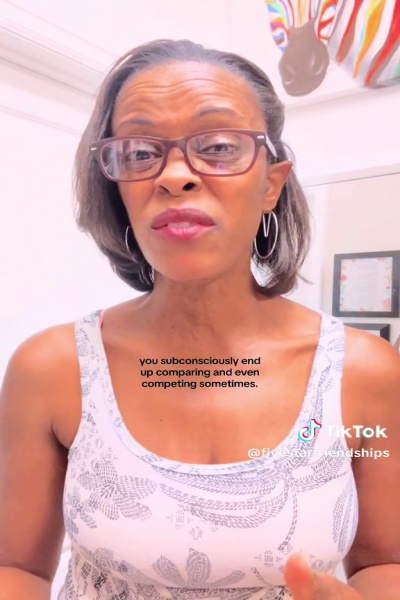 you subconsciously end
up comparing and even
competing sometimes.
TikTok
@fivestarfriendships